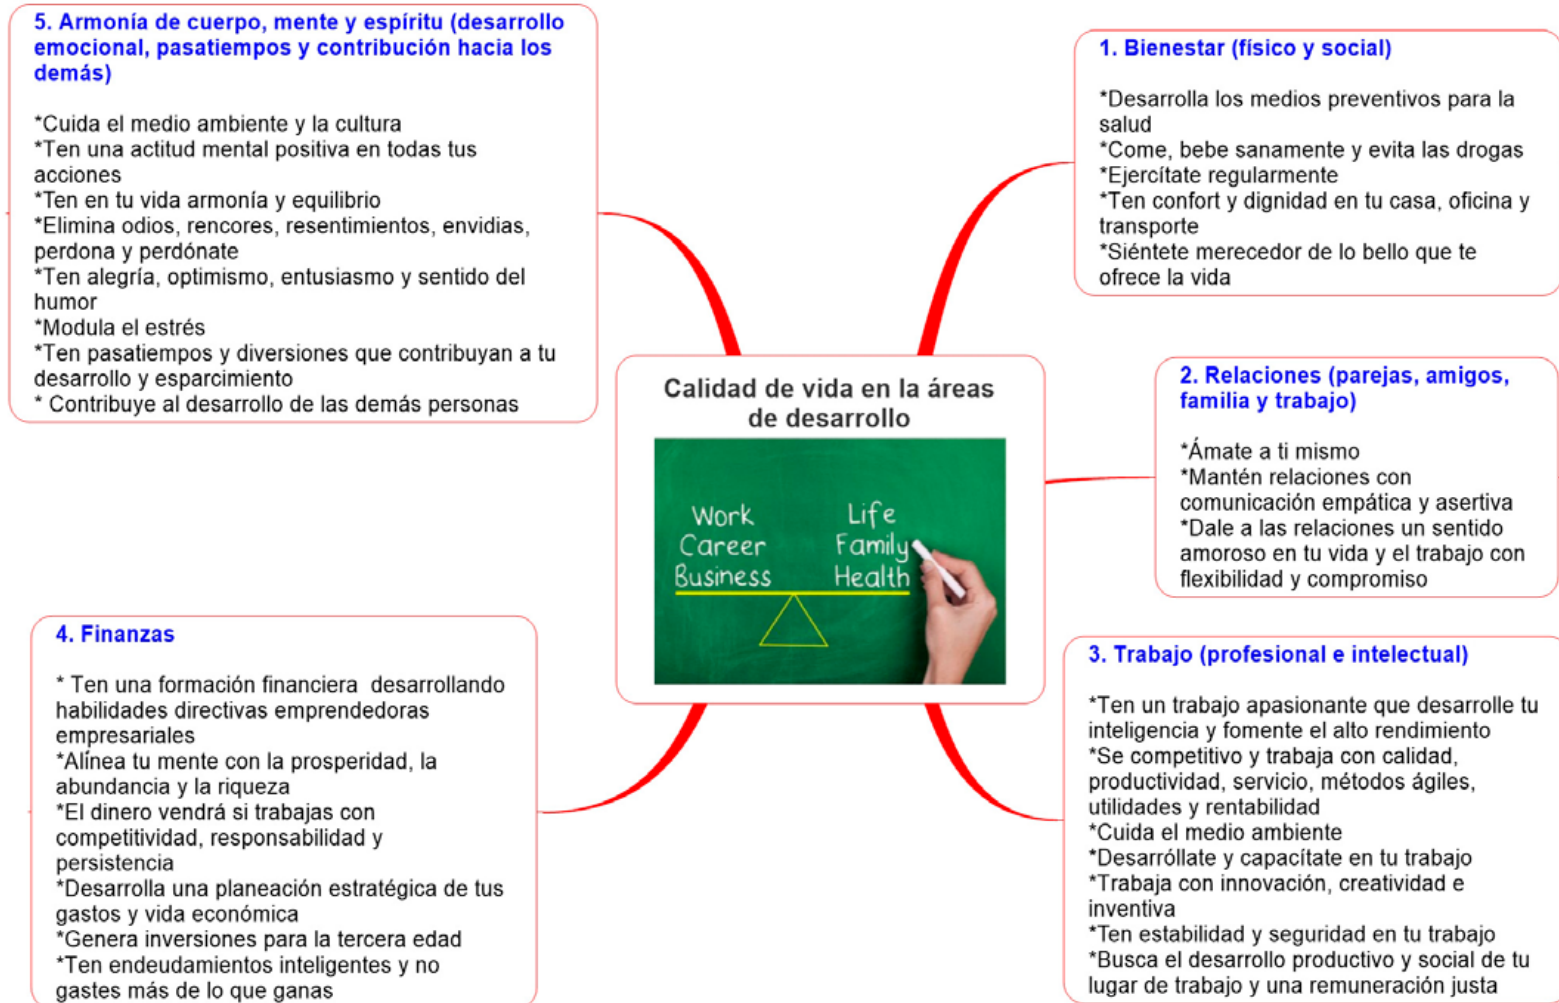 Calidad de vida en la áreas
de desarrollo
Work
Career
Business
Life
Family
Health
1. Bienestar (físico y social)
*Desarrolla los medios preventivos para la
salud
*Come, bebe sanamente y evita las drogas
*Ejercítate regularmente
*Ten confort y dignidad en tu casa, oficina y
transporte
*Siéntete merecedor de lo bello que te
ofrece la vida
2. Relaciones (parejas, amigos,
familia y trabajo)
*Ámate a ti mismo
*Mantén relaciones con
comunicación empática y asertiva
*Dale a las relaciones un sentido
amoroso en tu vida y el trabajo con
flexibilidad y compromiso
3. Trabajo (profesional e intelectual)
*Ten un trabajo apasionante que desarrolle tu
inteligencia y fomente el alto rendimiento
*Se competitivo y trabaja con calidad,
productividad, servicio, métodos ágiles,
utilidades y rentabilidad
*Cuida el medio ambiente
*Desarróllate y capacítate en tu trabajo
*Trabaja con innovación, creatividad e
inventiva
*Ten estabilidad y seguridad en tu trabajo
*Busca el desarrollo productivo y social de tu
lugar de trabajo y una remuneración justa
4. Finanzas
* Ten una formación financiera desarrollando
habilidades directivas emprendedoras
empresariales
*Alínea tu mente con la prosperidad, la
abundancia y la riqueza
*El dinero vendrá si trabajas con
competitividad, responsabilidad y
persistencia
*Desarrolla una planeación estratégica de tus
gastos y vida económica
*Genera inversiones para la tercera edad
*Ten endeudamientos inteligentes y no
gastes más de lo que ganas
5. Armonía de cuerpo, mente y espíritu (desarrollo
emocional, pasatiempos y contribución hacia los
demás)
*Cuida el medio ambiente y la cultura
*Ten una actitud mental positiva en todas tus
acciones
*Ten en tu vida armonía y equilibrio
*Elimina odios, rencores, resentimientos, envidias,
perdona y perdónate
*Ten alegría, optimismo, entusiasmo y sentido del
humor
*Modula el estrés
*Ten pasatiempos y diversiones que contribuyan a tu
desarrollo y esparcimiento
* Contribuye al desarrollo de las demás personas